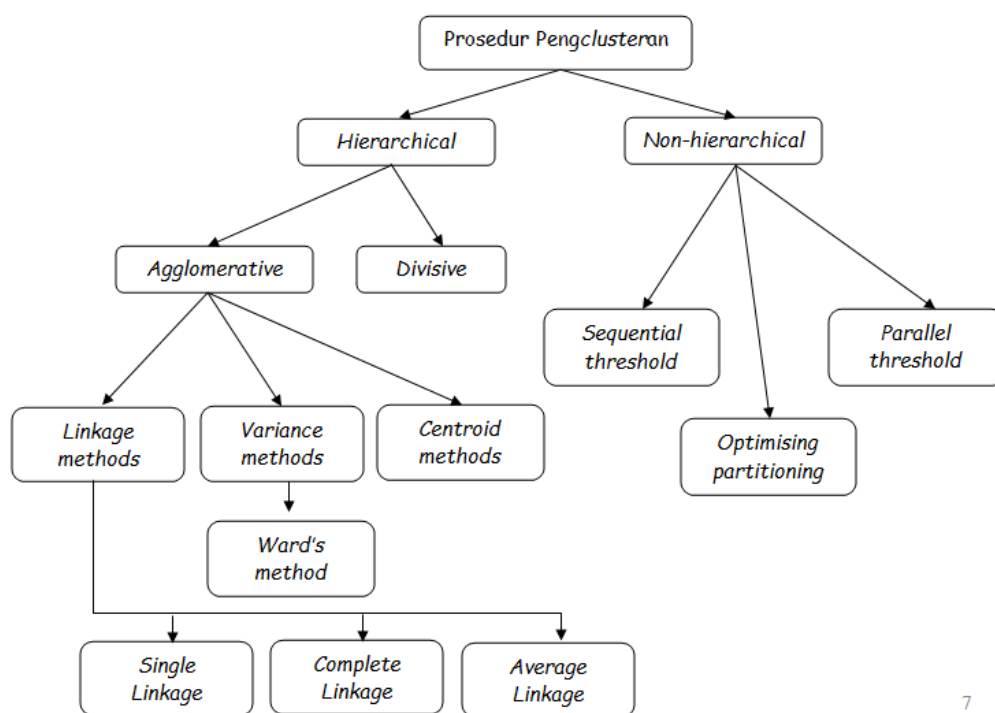 Prosedur Pengclusteran
Hierarchical
Non-hierarchical
Agglomerative
Divisive
Sequential
threshold
Parallel
threshold
Linkage
methods
Variance
methods
Centroid
methods
Optimising
partitioning
Ward's
method
Single
Linkage
Complete
Linkage
Average
Linkage
7